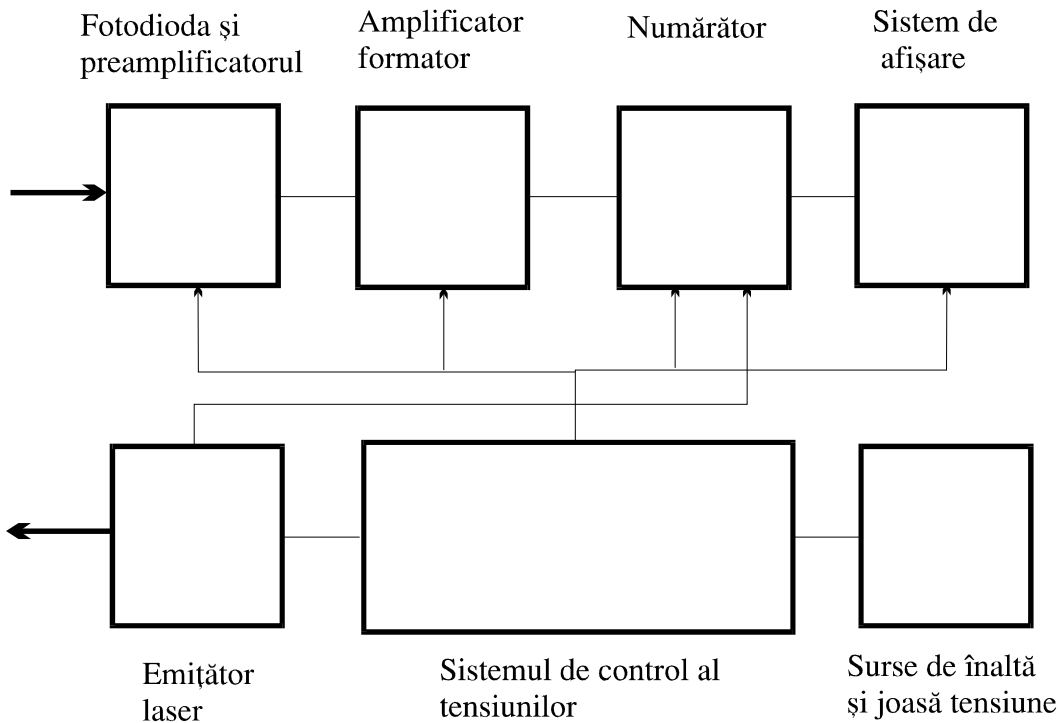 Fotodioda și
preamplificatorul
Amplificator
formator
Numărător
Sistem de
afișare
Emițător
laser
Sistemul de control al
tensiunilor
Surse de înaltă
și joasă tensiune